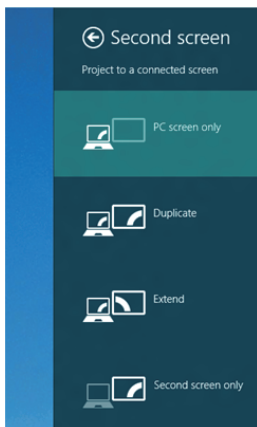 Second screen
Project to a connected screen
PC screen only
Duplicate
Extend
Second screen only